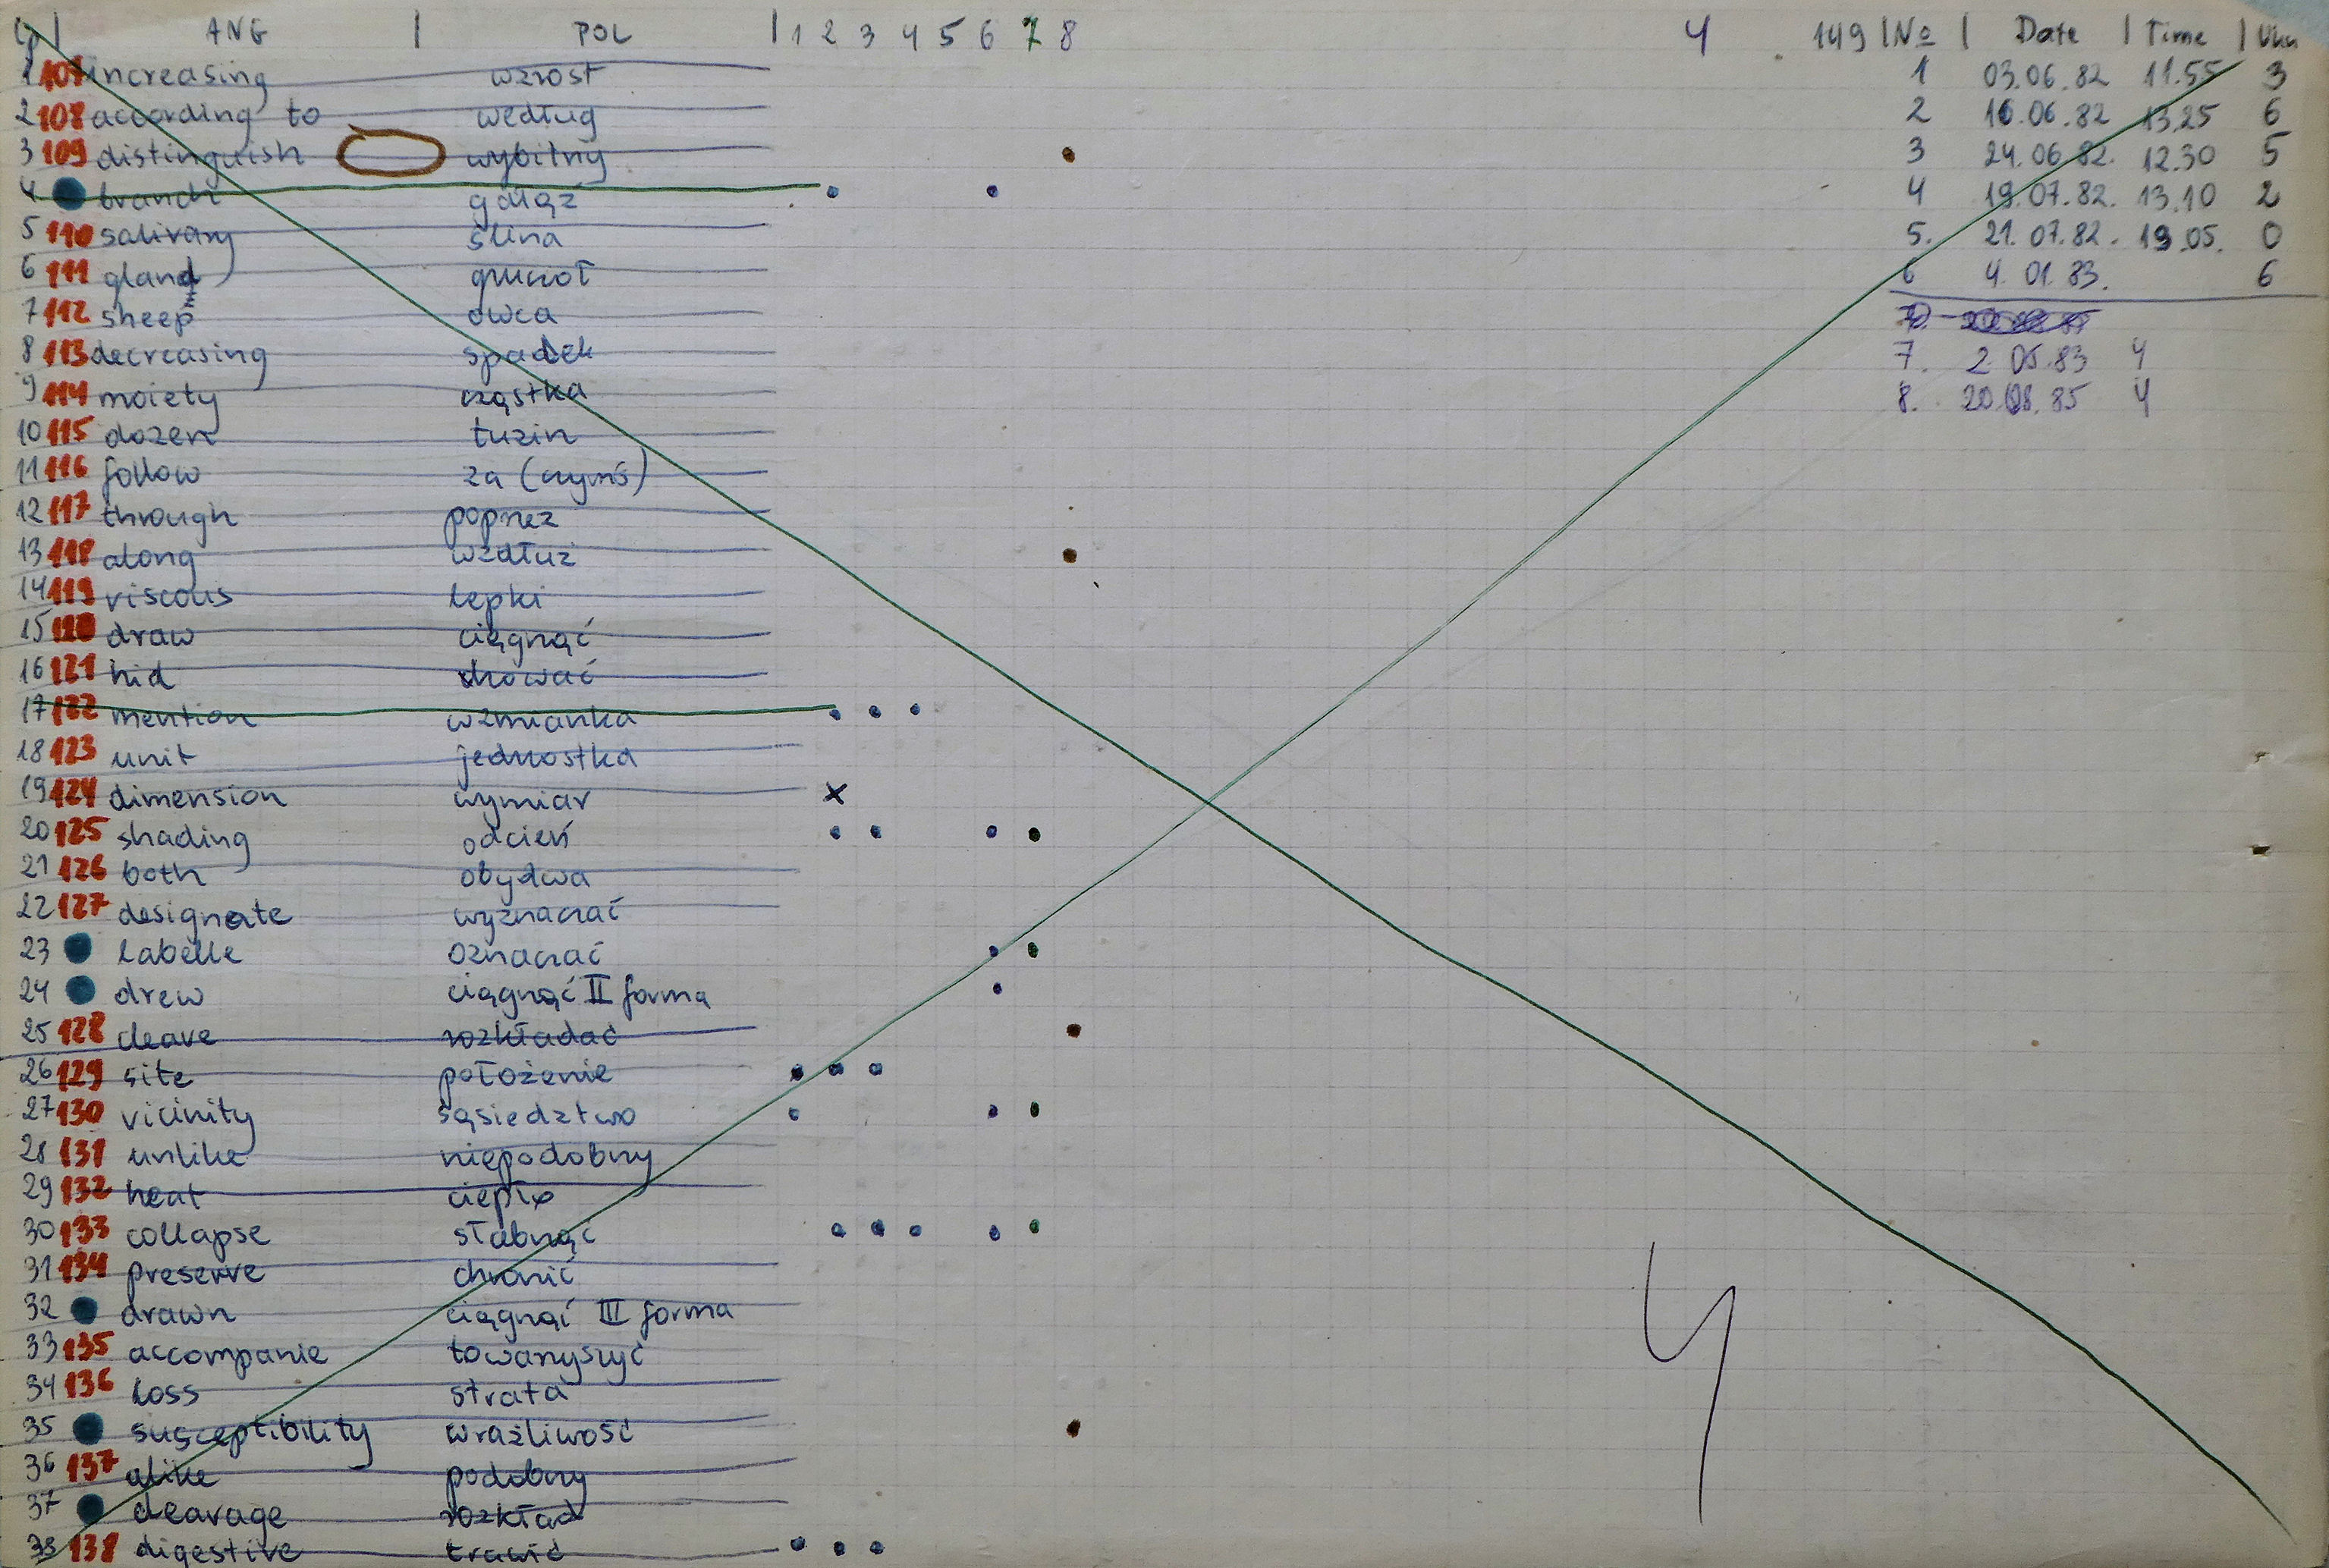 Lp | ANG | POL | 1 2 3 4 5 6 7 8 4 149 | No | Date | Time | Ukn
1 107 increasing wzrost 1 03.06.82 11.55 3
2 108 according to według 2 16.06.82 13.25 6
3 109 distinguish wybitny 3 24.06.82. 12.30 5
4 branch gałąź 4 19.07.82. 13.10 2
5 110 salivary ślina 5. 21.07.82. 19.05. 0
6 111 gland gruczoł 6 4.01.83. 6
7 112 sheep owca
8 113 decreasing spadek 7. 2.05.83 4
9 114 moiety cząstka 8. 20.08.85 4
10 115 dozen tuzin
11 116 follow za (czymś)
12 117 through poprzez
13 118 along wzdłuż
14 119 viscous lepki
15 120 draw ciągnąć
16 121 hid chować
17 122 mention wzmianka
18 123 unit jednostka
19 124 dimension wymiar x
20 125 shading odcień
21 126 both obydwa
22 127 designate wyznaczać
23 labelle oznaczać
24 drew ciągnąć II forma
25 128 cleave rozkładać
26 129 site położenie
27 130 vicinity sąsiedztwo
28 131 unlike niepodobny
29 132 heat ciepło
30 133 collapse słabnąć
31 134 preserve chronić
32 drawn ciągnąć III forma
33 135 accompanie towarzyszyć
34 136 loss strata
35 susceptibility wrażliwość
36 137 alike podobny
37 cleavage rozkład
38 138 digestive trawić
4